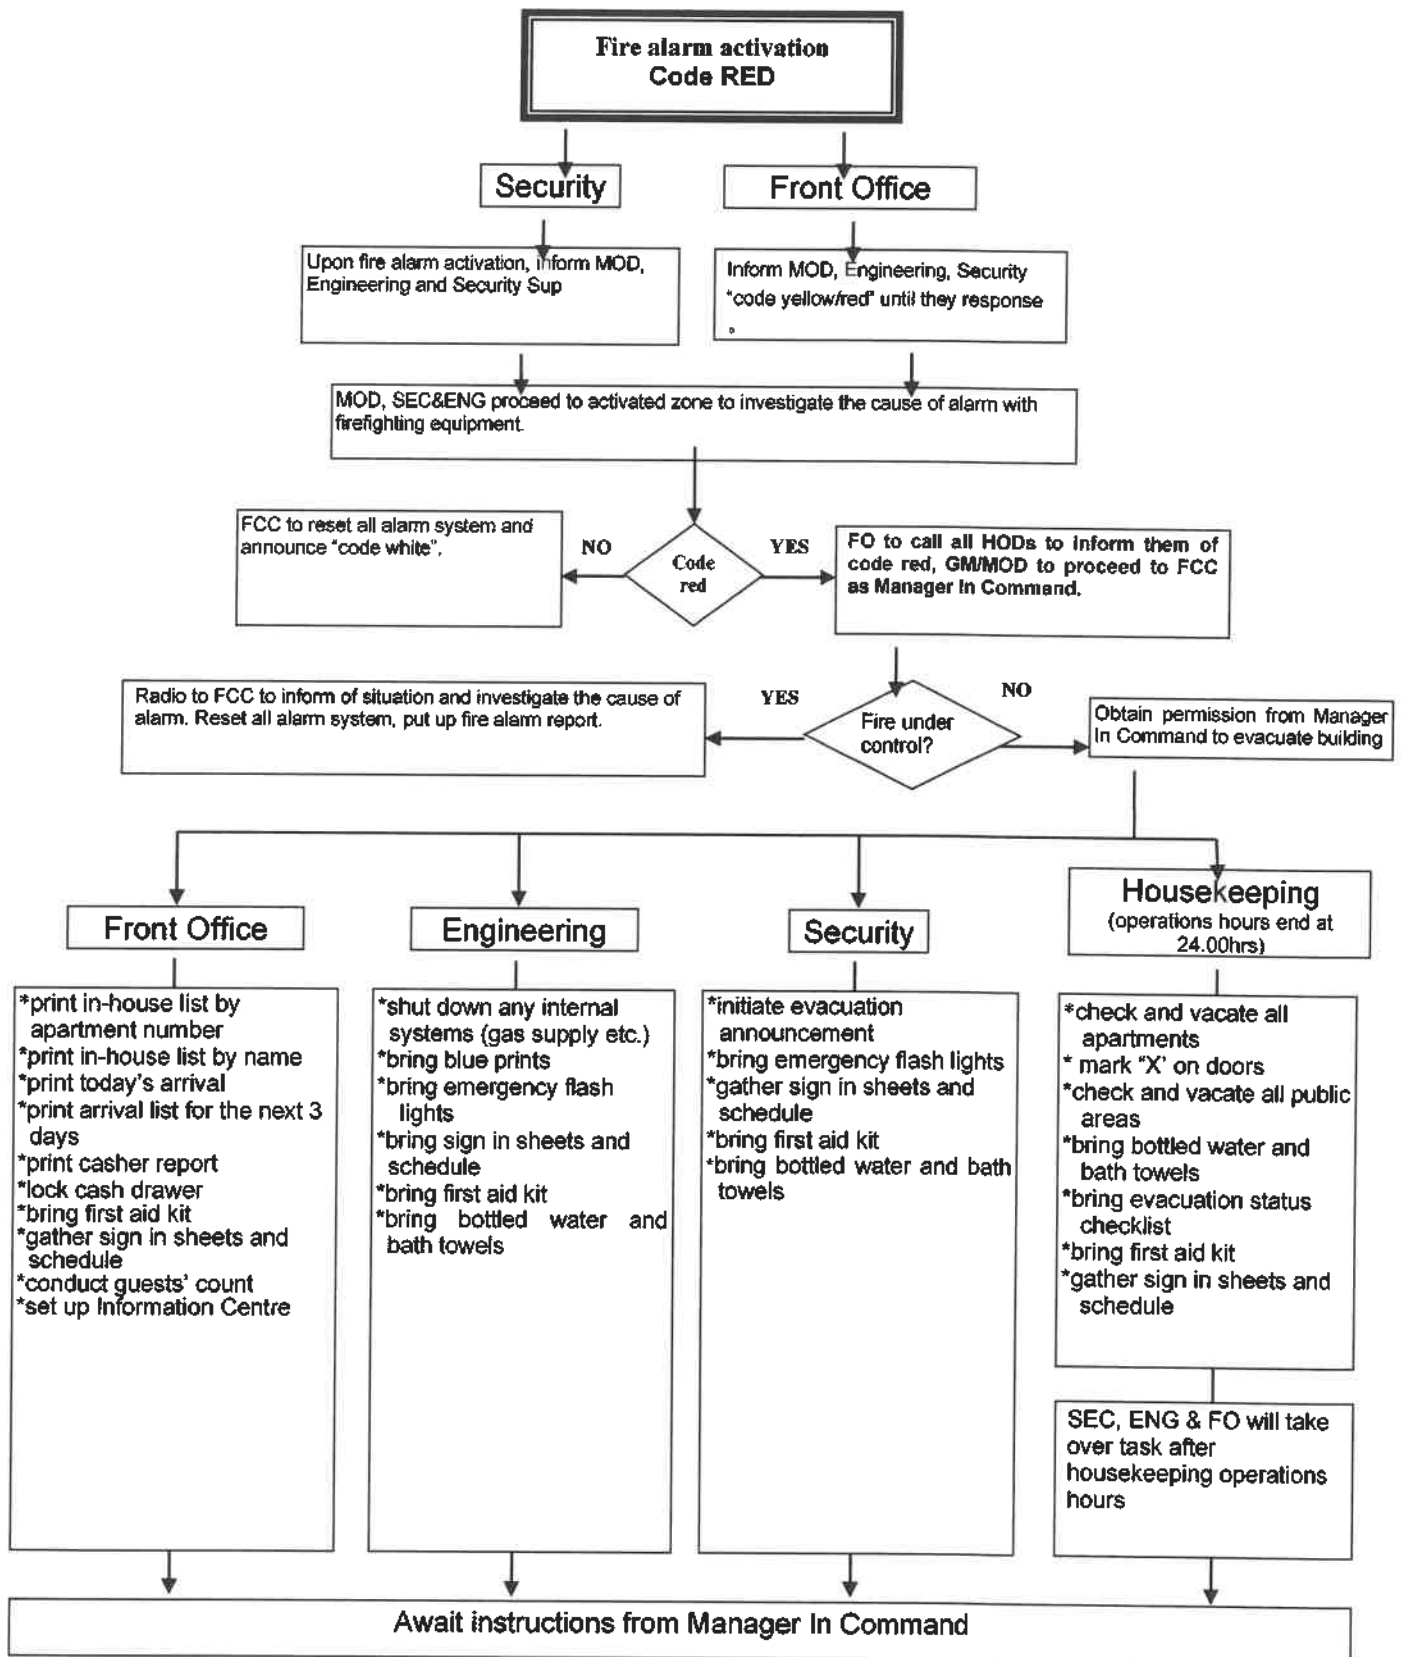 Fire alarm activation
Code RED
Security
Front Office
Upon fire alarm activation, inform MOD,
Engineering and Security Sup
Inform MOD, Engineering, Security
"code yellow/red" until they response
。
MOD, SEC&ENG proceed to activated zone to investigate the cause of alarm with
firefighting equipment.
FCC to reset all alarm system and
announce "code white".
NO
Code
red
YES
FO to call all HODs to inform them of
code red, GM/MOD to proceed to FCC
as Manager In Command.
Radio to FCC to inform of situation and investigate the cause of
alarm. Reset all alarm system, put up fire alarm report.
YES
Fire under
control?
NO
Obtain permission from Manager
In Command to evacuate building
Front Office
*print in-house list by
apartment number
*print in-house list by name
*print today's arrival
*print arrival list for the next 3
days
*print casher report
*lock cash drawer
*bring first aid kit
*gather sign in sheets and
schedule
*conduct guests' count
*set up Information Centre
Engineering
*shut down any internal
systems (gas supply etc.)
*bring blue prints
*bring emergency flash
lights
*bring sign in sheets and
schedule
*bring first aid kit
*bring bottled water and
bath towels
Security
*initiate evacuation
announcement
*bring emergency flash lights
*gather sign in sheets and
schedule
*bring first aid kit
*bring bottled water and bath
towels
Housekeeping
(operations hours end at
24.00hrs)
*check and vacate all
apartments
* mark "X' on doors
*check and vacate all public
areas
*bring bottled water and
bath towels
*bring evacuation status
checklist
*bring first aid kit
*gather sign in sheets and
schedule
SEC, ENG & FO will take
over task after
housekeeping operations
hours
Await instructions from Manager In Command